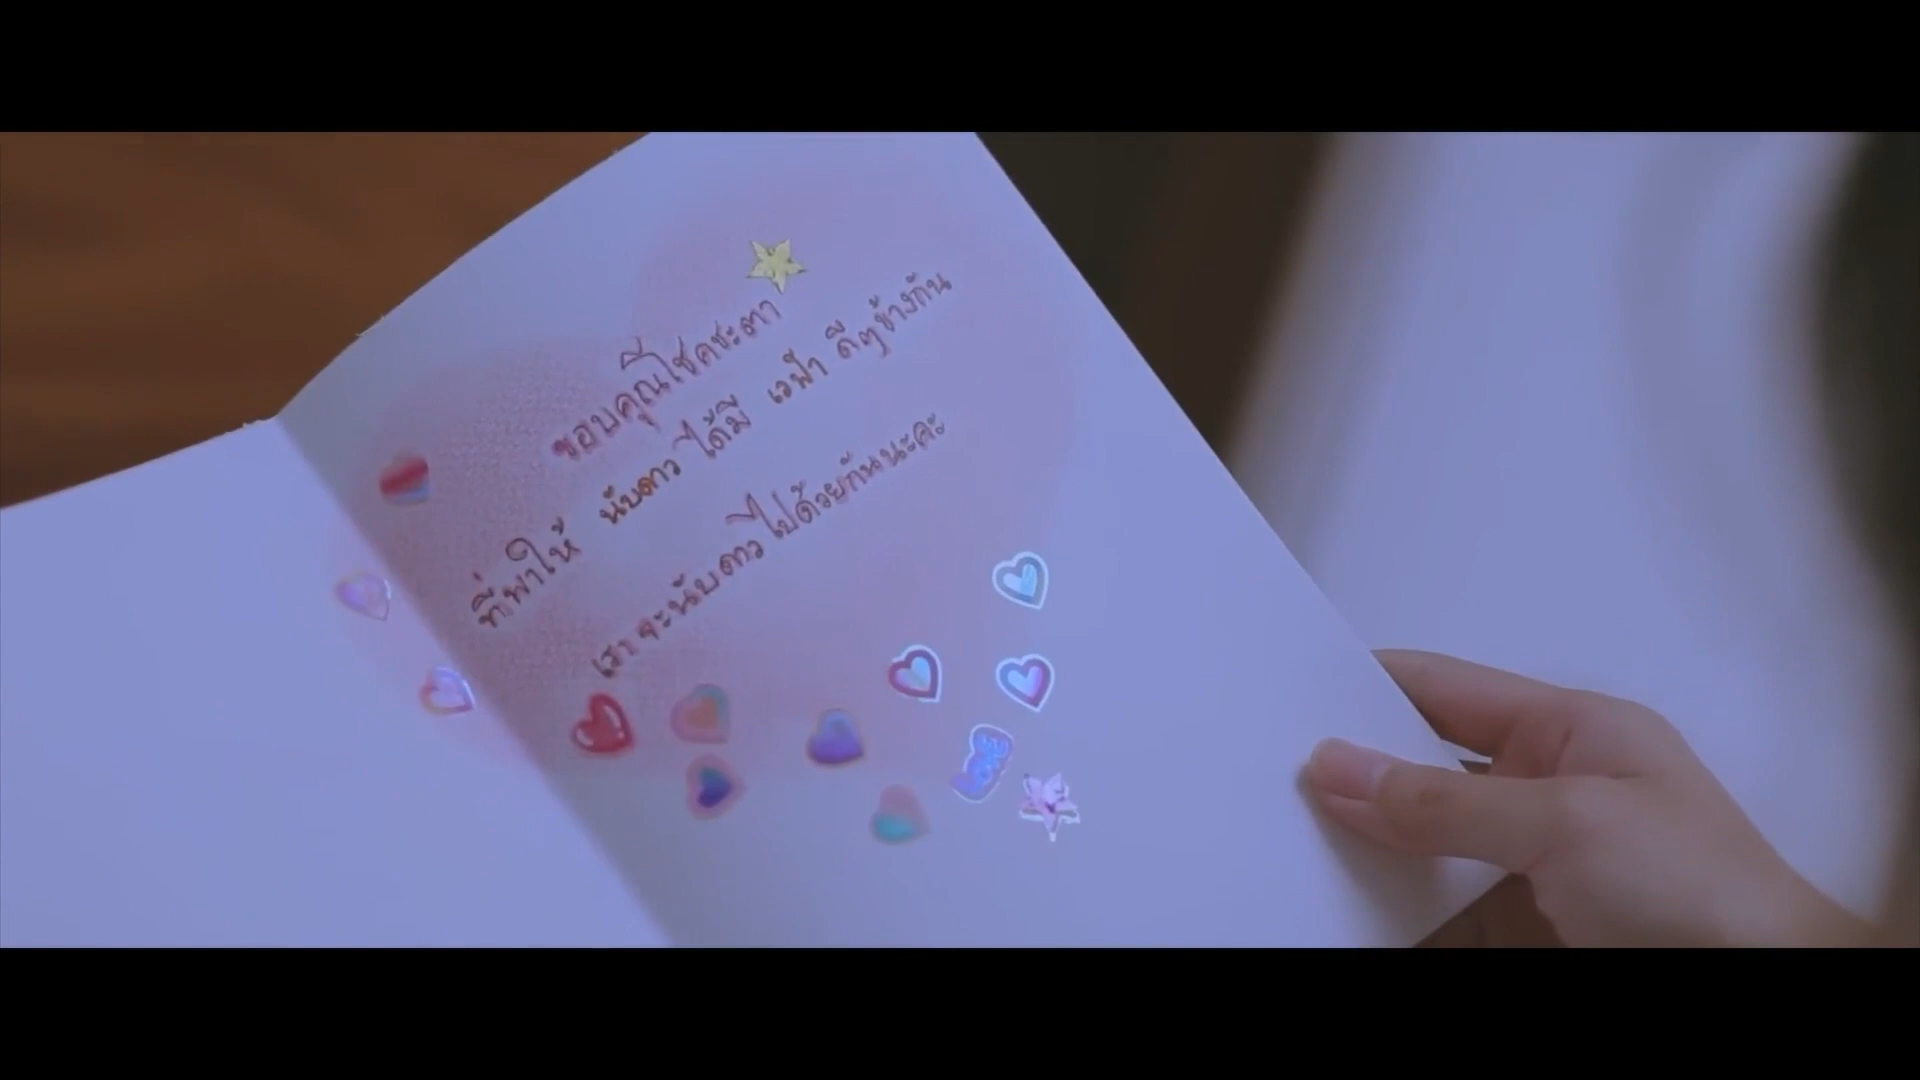 ขอบคุณโชคชะตา
ที่พาให้ นับดาว ได้มี เวฬา ดีๆ ข้างกัน
เราจะนับดาวไปด้วยกันนะคะ